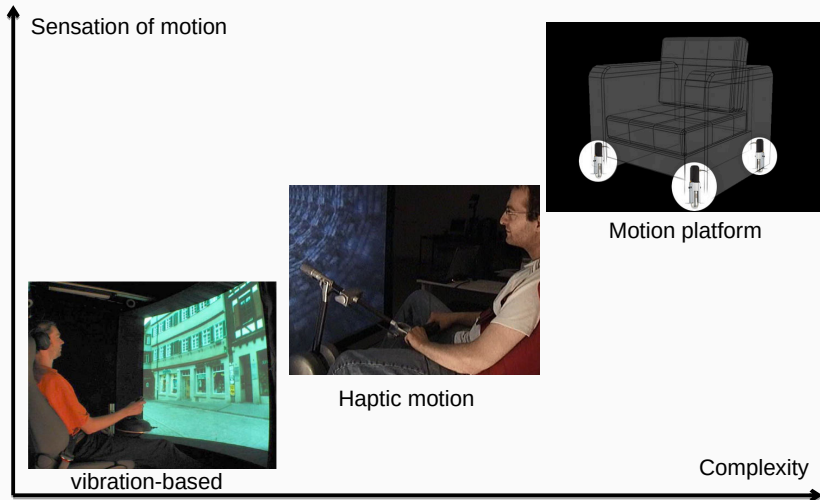 Sensation of motion
Motion platform
Haptic motion
Complexity
vibration-based